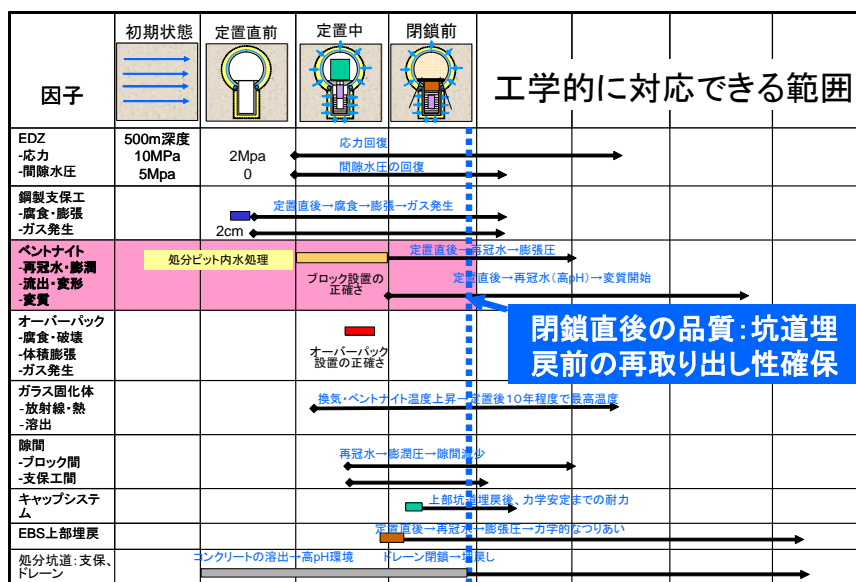 初期状態
定置直前
定置中
閉鎖前
因子
工学的に対応できる範囲
EDZ
-応力
-間隙水圧
500m深度
10MPa
5Mpa
2Mpa
0
応力回復
間隙水圧の回復
鋼製支保工
-腐食・膨張
-ガス発生
2cm
定置直後→腐食→膨張→ガス発生
ベントナイト
-再冠水・膨潤
-流出・変形
-変質
処分ピット内水処理
ブロック設置の
正確さ
定置直後→再冠水→膨張圧
定置直後→再冠水(高pH)→変質開始
閉鎖直後の品質:坑道埋
戻前の再取り出し性確保
オーバーパック
-腐食・破壊
-体積膨張
-ガス発生
オーバーパック
設置の正確さ
ガラス固化体
-放射線・熱
-溶出
換気・ベントナイト温度上昇→定置後10年程度で最高温度
隙間
-ブロック間
-支保工間
再冠水→膨潤圧→隙間減少
キャップシステ
ム
上部坑道埋戻後、力学安定までの耐力
EBS上部埋戻
定置直後→再冠水→膨張圧→力学的なつりあい
処分坑道:支保、
ドレーン
コンクリートの溶出→高pH環境
ドレーン閉鎖→埋戻し